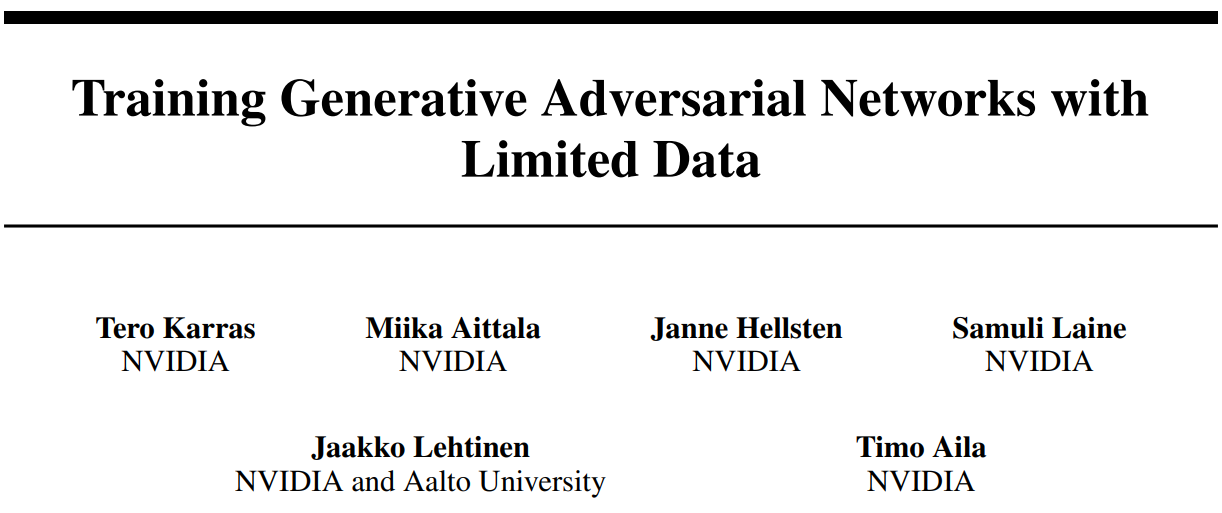 Training Generative Adversarial Networks with
Limited Data
Tero Karras Miika Aittala Janne Hellsten Samuli Laine
NVIDIA NVIDIA NVIDIA NVIDIA
Jaakko Lehtinen Timo Aila
NVIDIA and Aalto University NVIDIA